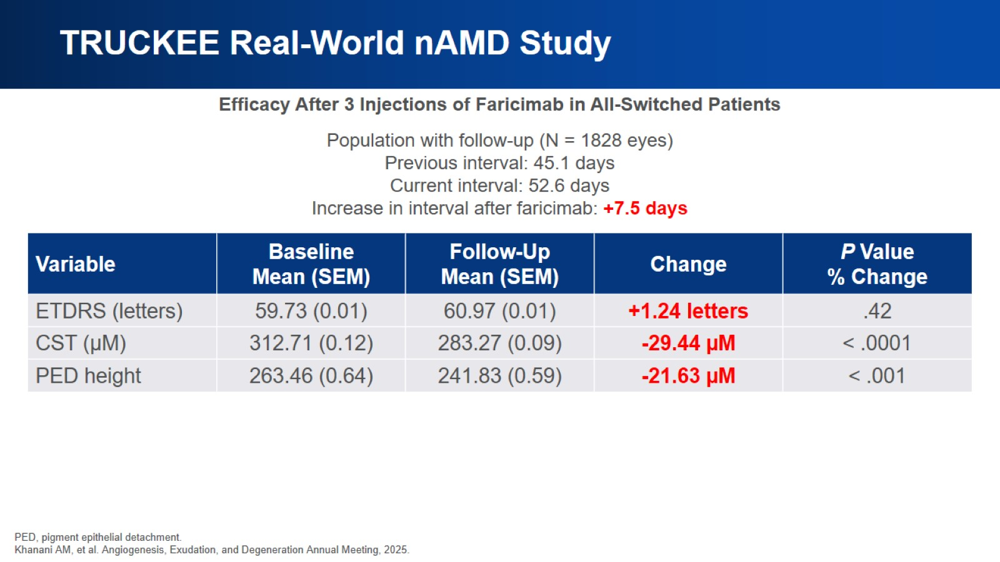 TRUCKEE Real-World nAMD Study
Efficacy After 3 Injections of Faricimab in All-Switched Patients
Population with follow-up (N = 1828 eyes)
Previous interval: 45.1 days
Current interval: 52.6 days
Increase in interval after faricimab: +7.5 days
Variable
Baseline
Mean (SEM)
Follow-Up
Mean (SEM)
Change
P Value
% Change
ETDRS (letters) 59.73 (0.01) 60.97 (0.01) +1.24 letters .42
CST (µM) 312.71 (0.12) 283.27 (0.09) -29.44 µM < .0001
PED height 263.46 (0.64) 241.83 (0.59) -21.63 µM < .001
PED, pigment epithelial detachment.
Khanani AM, et al. Angiogenesis, Exudation, and Degeneration Annual Meeting, 2025.